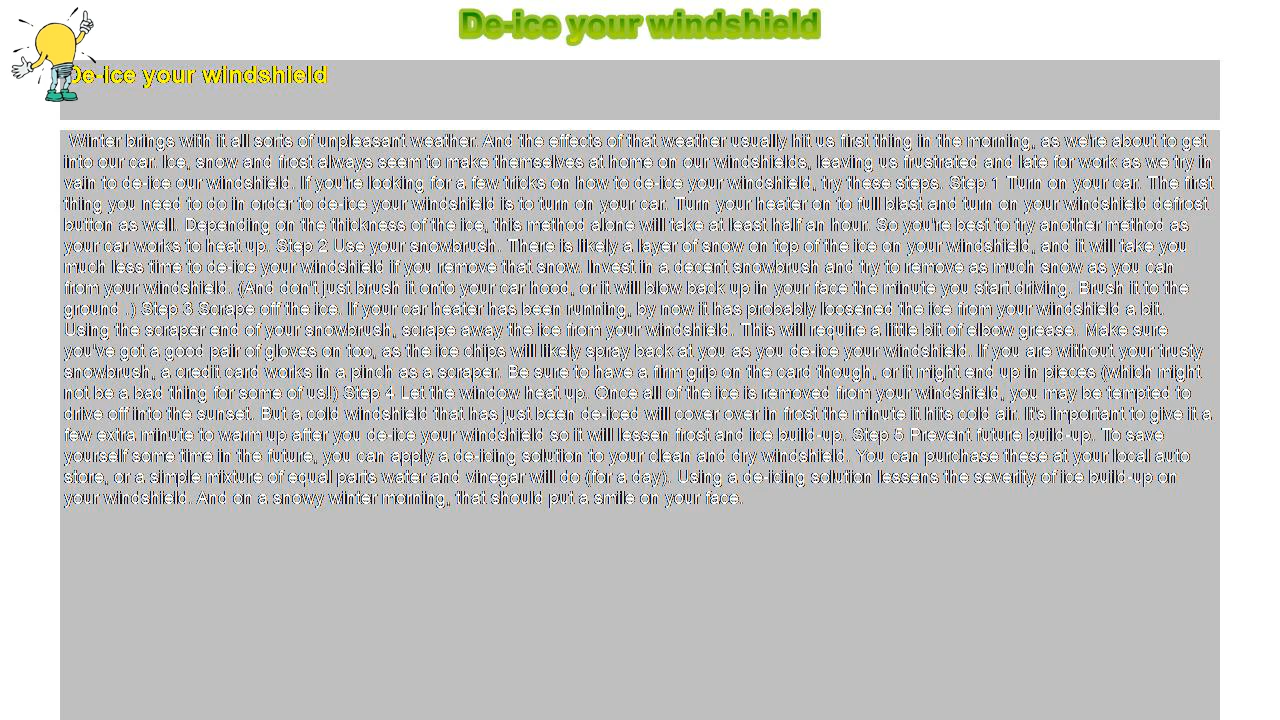 De-ice your windshield
De-ice your windshield
Winter brings with it all sorts of unpleasant weather. And the effects of that weather usually hit us first thing in the morning, as we're about to get
into our car. Ice, snow and frost always seem to make themselves at home on our windshields, leaving us frustrated and late for work as we try in
vain to de-ice our windshield. If you're looking for a few tricks on how to de-ice your windshield, try these steps. Step 1 Turn on your car. The first
thing you need to do in order to de-ice your windshield is to turn on your car. Turn your heater on to full blast and turn on your windshield defrost
button as well. Depending on the thickness of the ice, this method alone will take at least half an hour. So you're best to try another method as
your car works to heat up. Step 2 Use your snowbrush. There is likely a layer of snow on top of the ice on your windshield, and it will take you
much less time to de-ice your windshield if you remove that snow. Invest in a decent snowbrush and try to remove as much snow as you can
from your windshield. (And don't just brush it onto your car hood, or it will blow back up in your face the minute you start driving. Brush it to the
ground .) Step 3 Scrape off the ice. If your car heater has been running, by now it has probably loosened the ice from your windshield a bit.
Using the scraper end of your snowbrush, scrape away the ice from your windshield. This will require a little bit of elbow grease. Make sure
you've got a good pair of gloves on too, as the ice chips will likely spray back at you as you de-ice your windshield. If you are without your trusty
snowbrush, a credit card works in a pinch as a scraper. Be sure to have a firm grip on the card though, or it might end up in pieces (which might
not be a bad thing for some of us!) Step 4 Let the window heat up. Once all of the ice is removed from your windshield, you may be tempted to
drive off into the sunset. But a cold windshield that has just been de-iced will cover over in frost the minute it hits cold air. It's important to give it a
few extra minute to warm up after you de-ice your windshield so it will lessen frost and ice build-up. Step 5 Prevent future build-up. To save
yourself some time in the future, you can apply a de-icing solution to your clean and dry windshield. You can purchase these at your local auto
store, or a simple mixture of equal parts water and vinegar will do (for a day). Using a de-icing solution lessens the severity of ice build-up on
your windshield. And on a snowy winter morning, that should put a smile on your face.